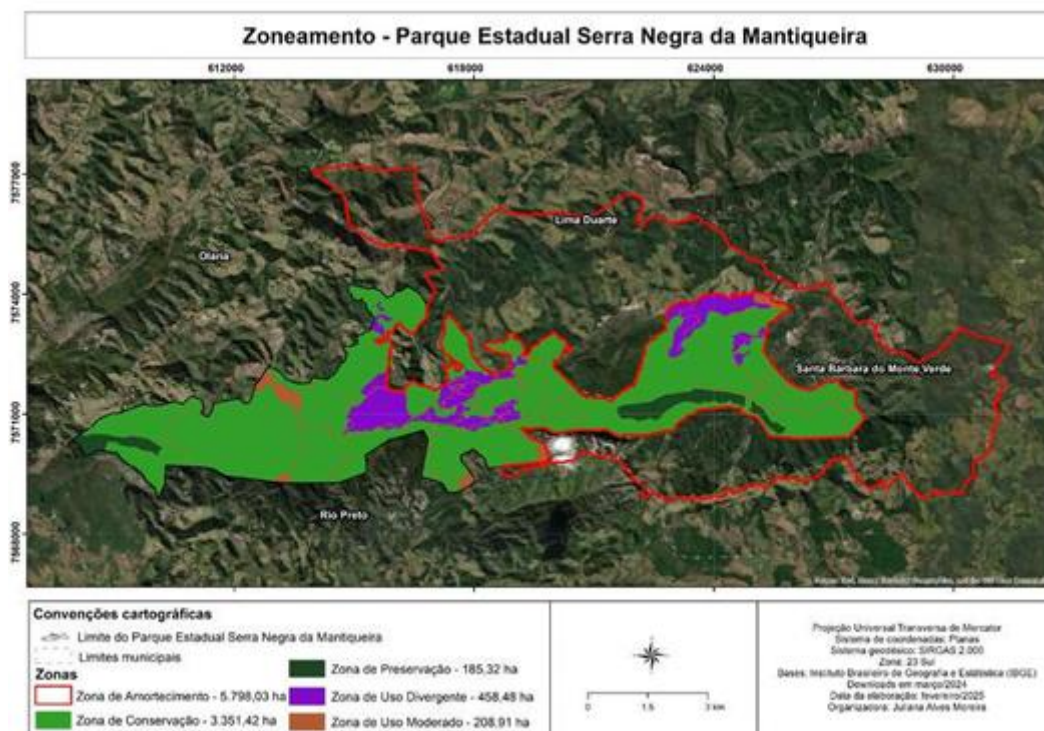 Zoneamento - Parque Estadual Serra Negra da Mantiqueira
612000 618000 624000 630000
7577000
Lima Duarte
Olaria
7574000
Santa Bárbara do Monte Verde
7571000
Rio Preto
7568000
Convenções cartográficas
Limite do Parque Estadual Serra Negra da Mantiqueira
Limites municipais
Zonas
Zona de Amortecimento - 5.798,03 ha
Zona de Conservação - 3.351,42 ha
Zona de Preservação - 185,32 ha
Zona de Uso Divergente - 458,48 ha
Zona de Uso Moderado - 208,91 ha
0 1.5 3 km
Projeção Universal Transversa de Mercator
Sistema de coordenadas: Planas
Sistema geodésico: SIRGAS 2.000
Zona: 23 Sul
Bases: Instituto Brasileiro de Geografia e Estatística (IBGE)
Downloads em março/2024
Data da elaboração: fevereiro/2025
Organizadora: Juliana Alves Moreira